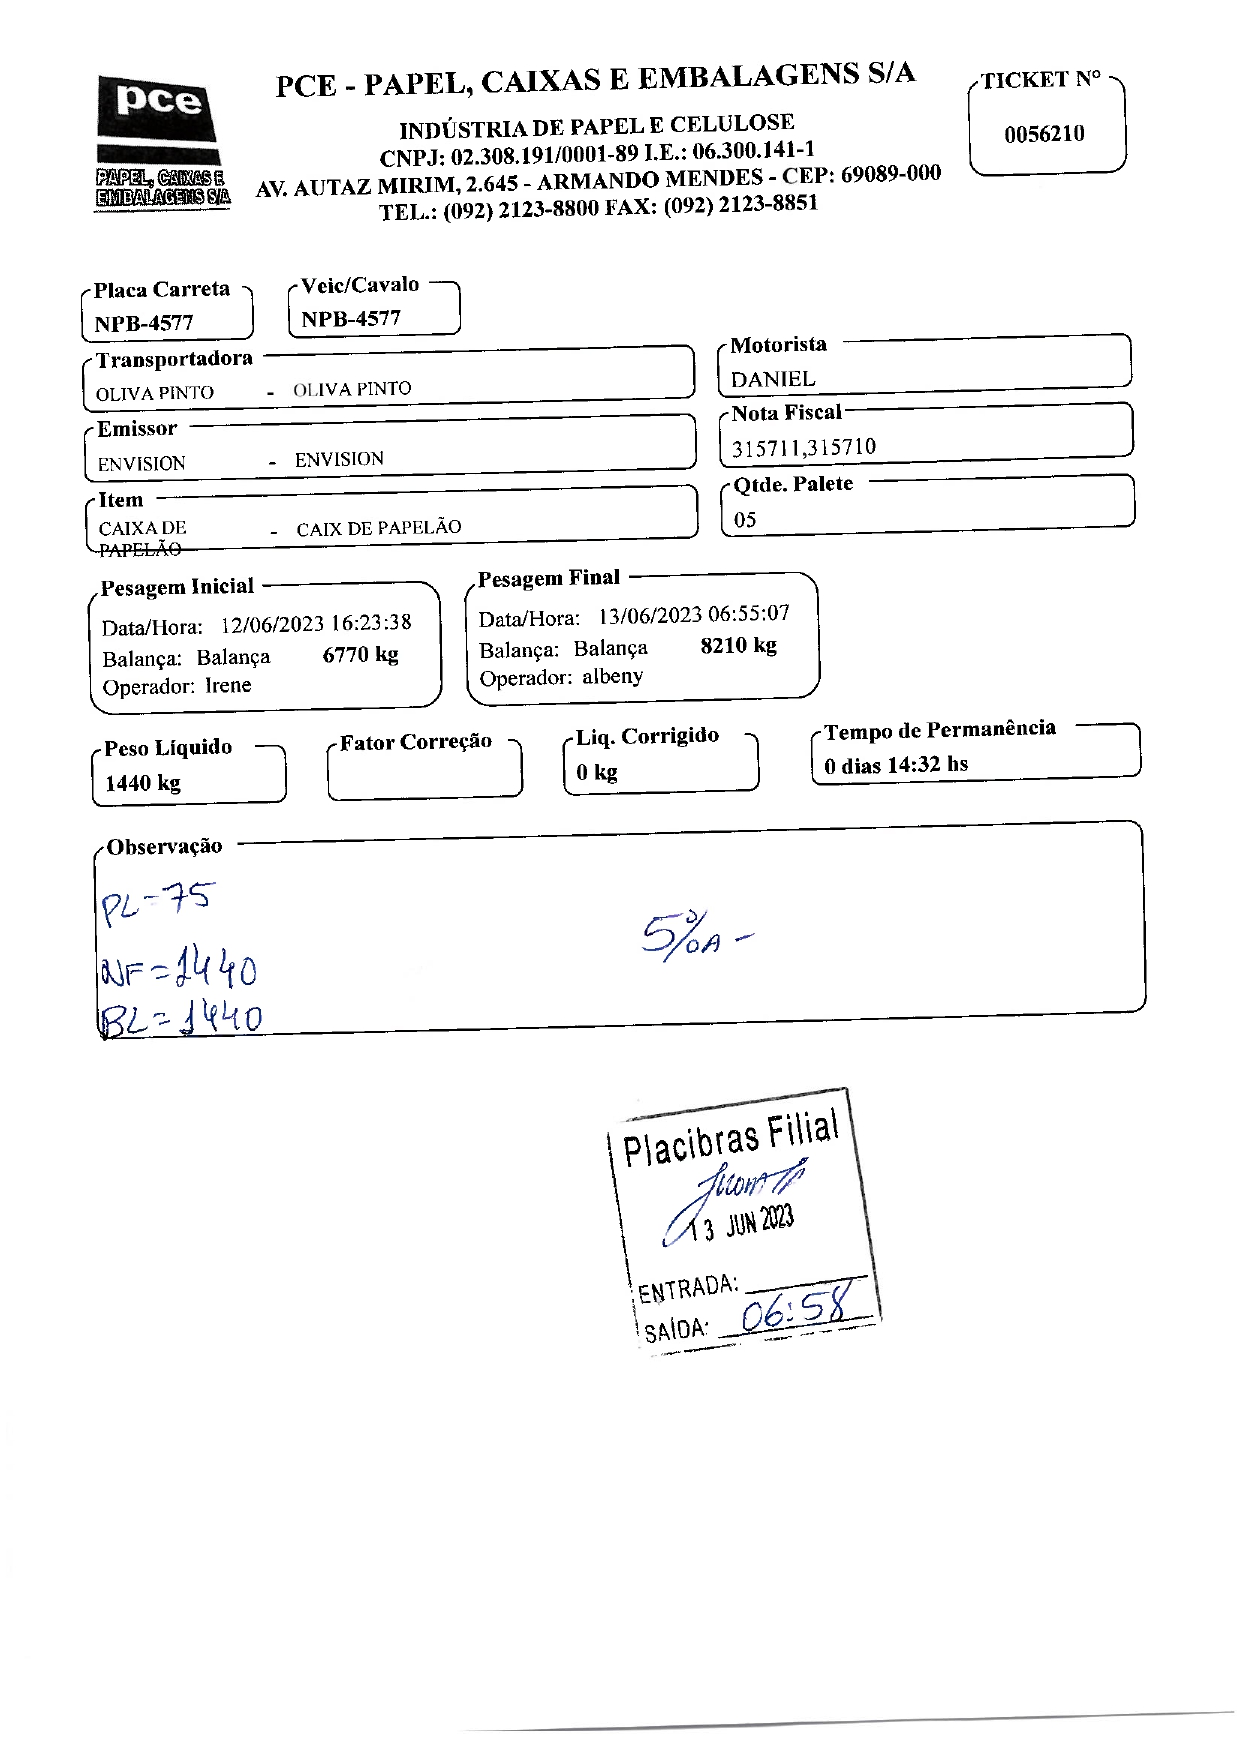 pce
PAPEL, CAIXAS E
EMBALAGENS S/A
PCE - PAPEL, CAIXAS E EMBALAGENS S/A
INDÚSTRIA DE PAPEL E CELULOSE
CNPJ: 02.308.191/0001-89 I.E.: 06.300.141-1
AV. AUTAZ MIRIM, 2.645 - ARMANDO MENDES - CEP: 69089-000
TEL.: (092) 2123-8800 FAX: (092) 2123-8851
TICKET Nº
0056210
Placa Carreta
NPB-4577
Veic/Cavalo
NPB-4577
Transportadora
OLIVA PINTO - OLIVA PINTO
Motorista
DANIEL
Emissor
ENVISION - ENVISION
Nota Fiscal
315711,315710
Item
CAIXA DE - CAIX DE PAPELÃO
PAPELÃO
Qtde. Palete
05
Pesagem Inicial
Data/Hora: 12/06/2023 16:23:38
Balança: Balança 6770 kg
Operador: Irene
Pesagem Final
Data/Hora: 13/06/2023 06:55:07
Balança: Balança 8210 kg
Operador: albeny
Peso Líquido
1440 kg
Fator Correção
Liq. Corrigido
0 kg
Tempo de Permanência
0 dias 14:32 hs
Observação
PL-75
5%A -
NF=1440
BL=1440
Placibras Filial
13 JUN 2023
ENTRADA:
SAÍDA: 06:58